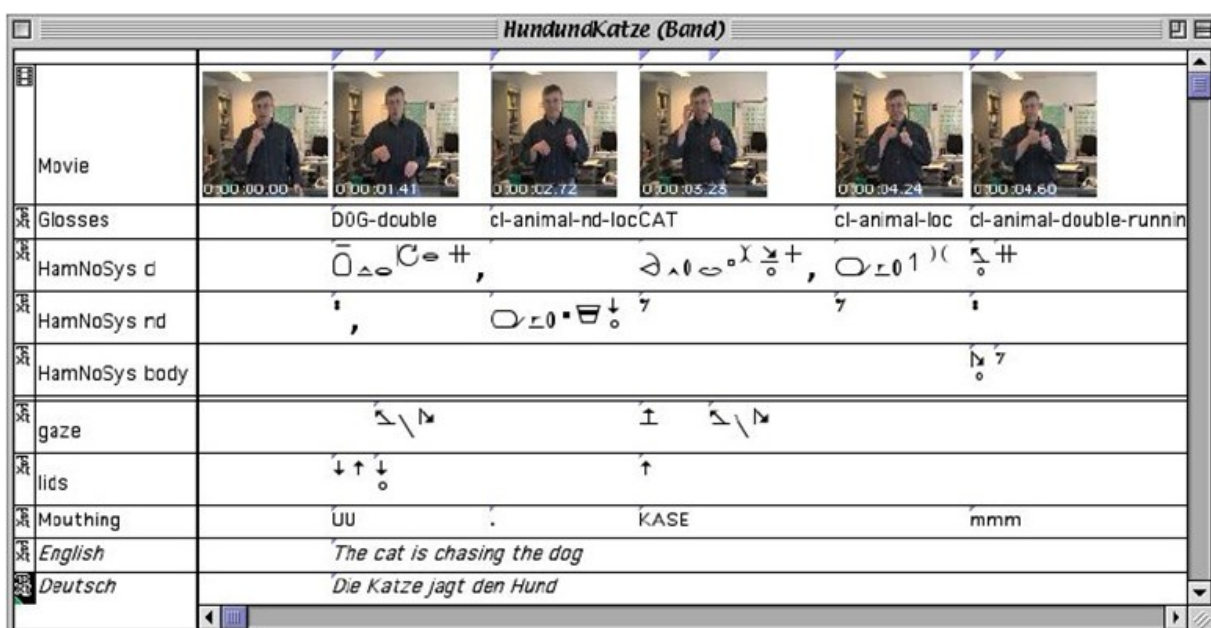 HundundKatze (Band)
Movie
0:00:00.00 0:00:01.41 0:00:02.72 0:00:03.23 0:00:04.24 0:00:04.60
Glosses DOG-double cl-animal-nd-locCAT cl-animal-loc cl-animal-double-runnin
HamNoSys d
HamNoSys nd
HamNoSys body
gaze
lids
Mouthing UU . KASE mmm
English The cat is chasing the dog
Deutsch Die Katze jagt den Hund